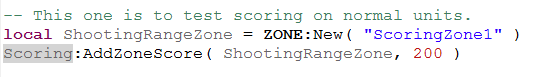 -- This one is to test scoring on normal units.
local ShootingRangeZone = ZONE:New( "ScoringZone1" )
Scoring:AddZoneScore( ShootingRangeZone, 200 )